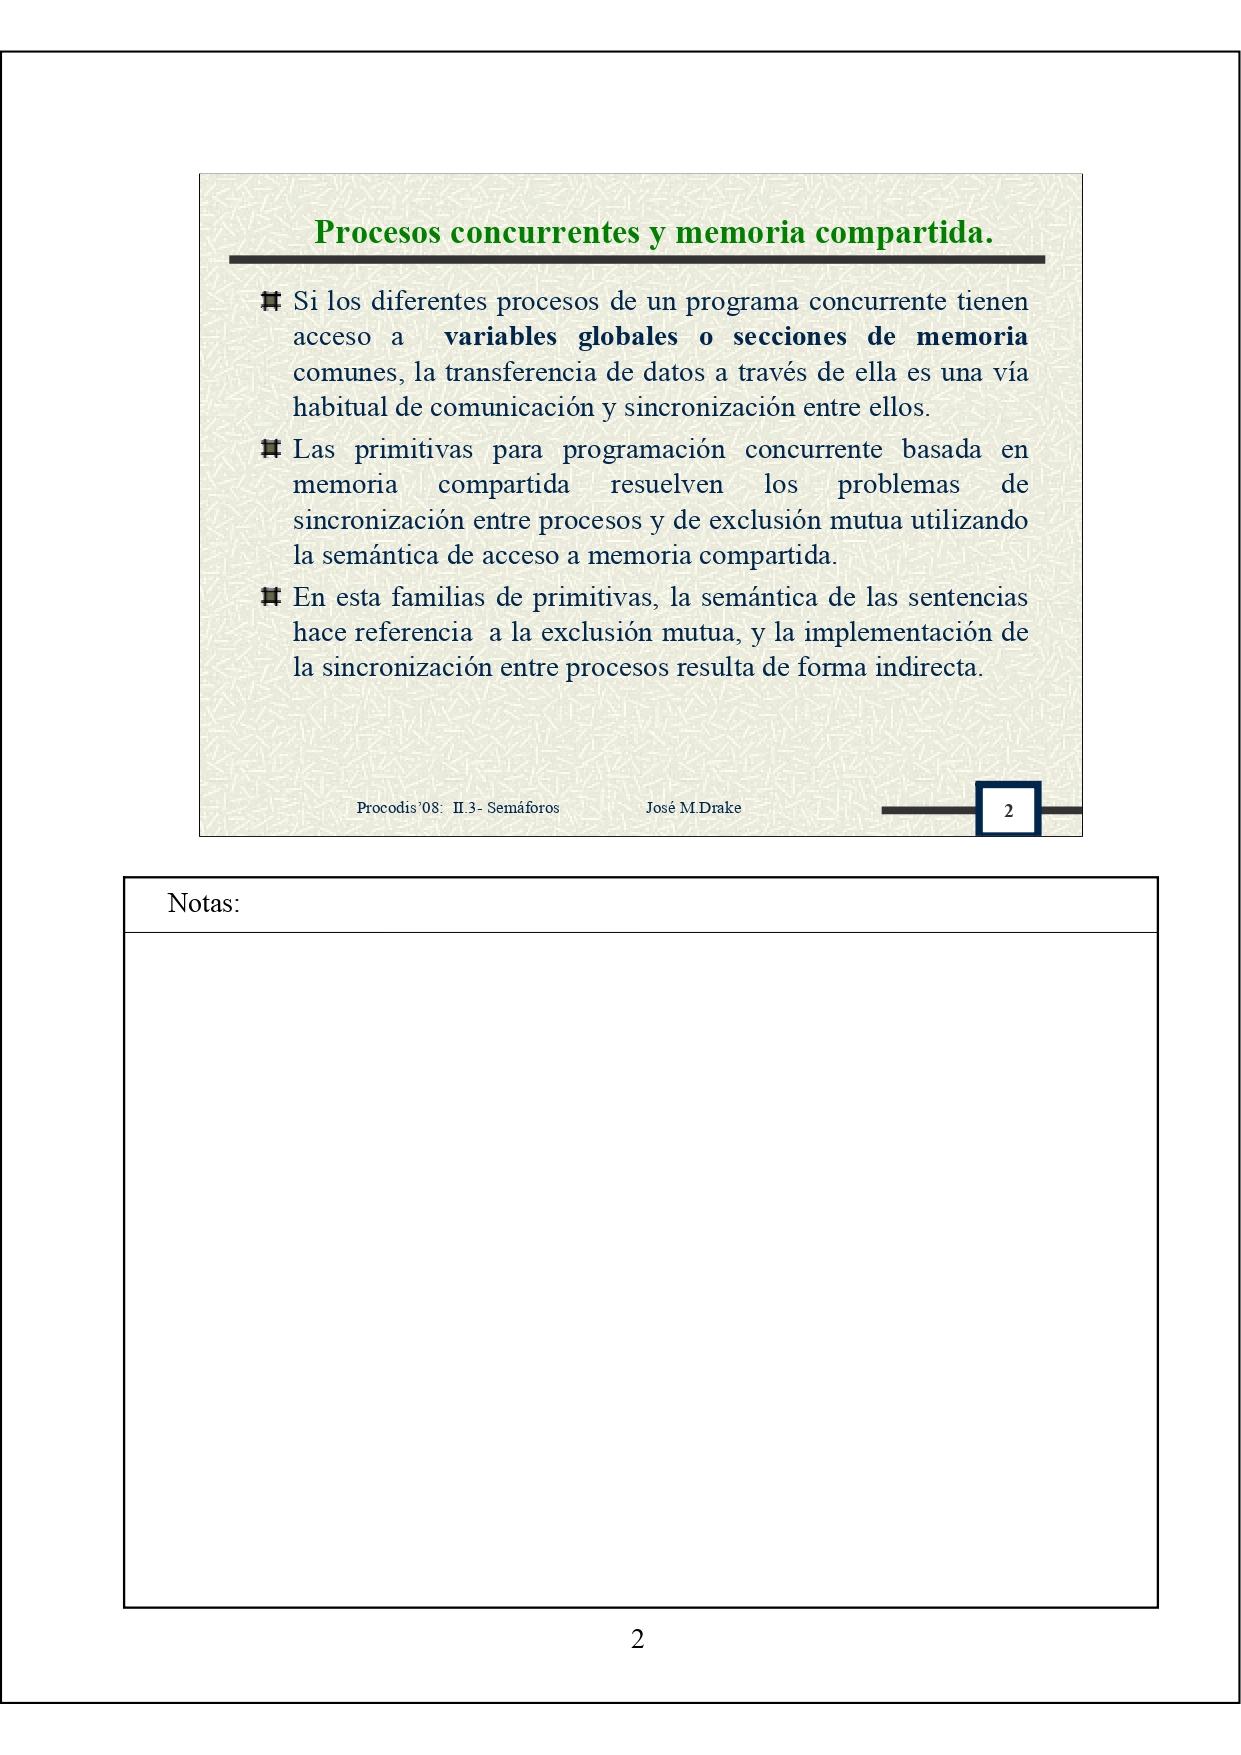 Procesos concurrentes y memoria compartida.
Si los diferentes procesos de un programa concurrente tienen
acceso a variables globales o secciones de memoria
comunes, la transferencia de datos a través de ella es una vía
habitual de comunicación y sincronización entre ellos.
Las primitivas para programación concurrente basada en
memoria compartida resuelven los problemas de
sincronización entre procesos y de exclusión mutua utilizando
la semántica de acceso a memoria compartida.
En esta familias de primitivas, la semántica de las sentencias
hace referencia a la exclusión mutua, y la implementación de
la sincronización entre procesos resulta de forma indirecta.
Procodis’08: II.3- Semáforos José M.Drake 2
Notas:
2